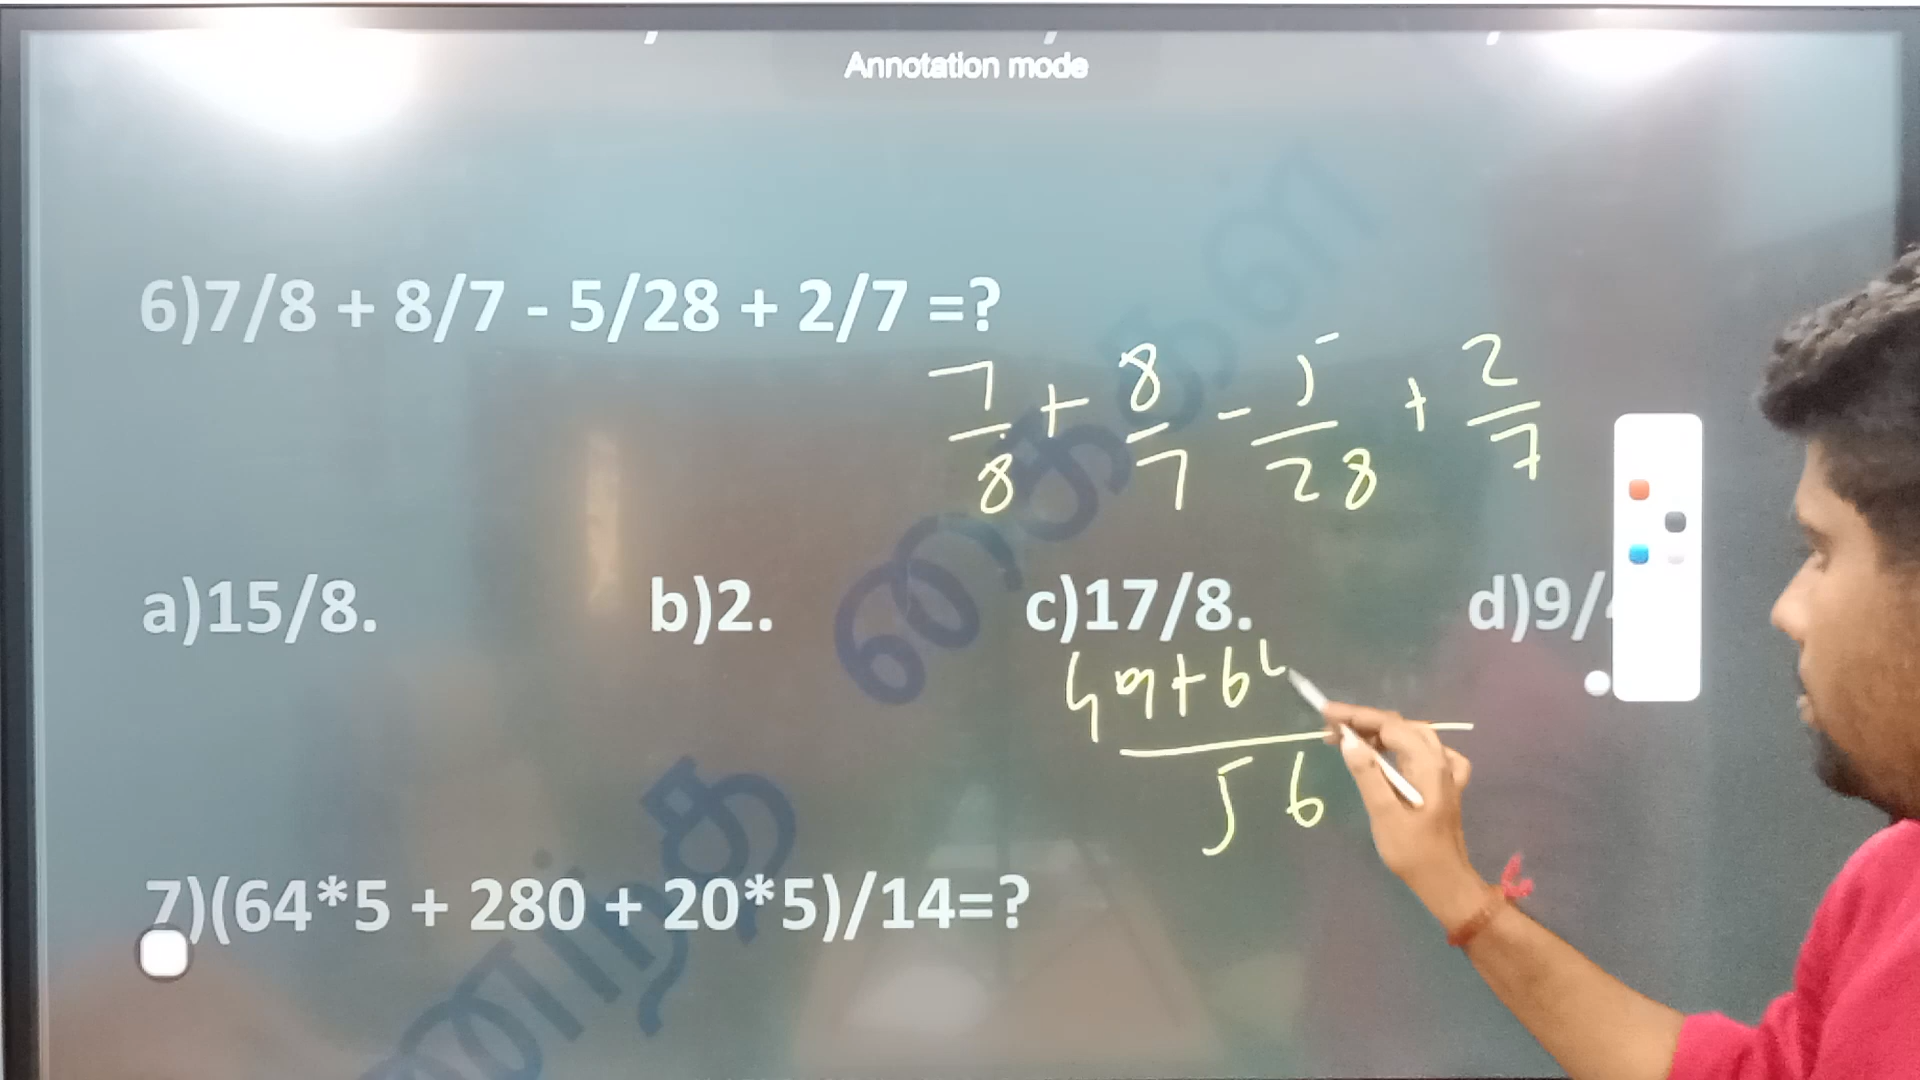 Annotation mode
6)7/8 + 8/7 - 5/28 + 2/7 =?
7/8 + 8/7 - 5/28 + 2/7
a)15/8. b)2. c)17/8. d)9/
49+64
56
7)(64*5 + 280 + 20*5)/14=?